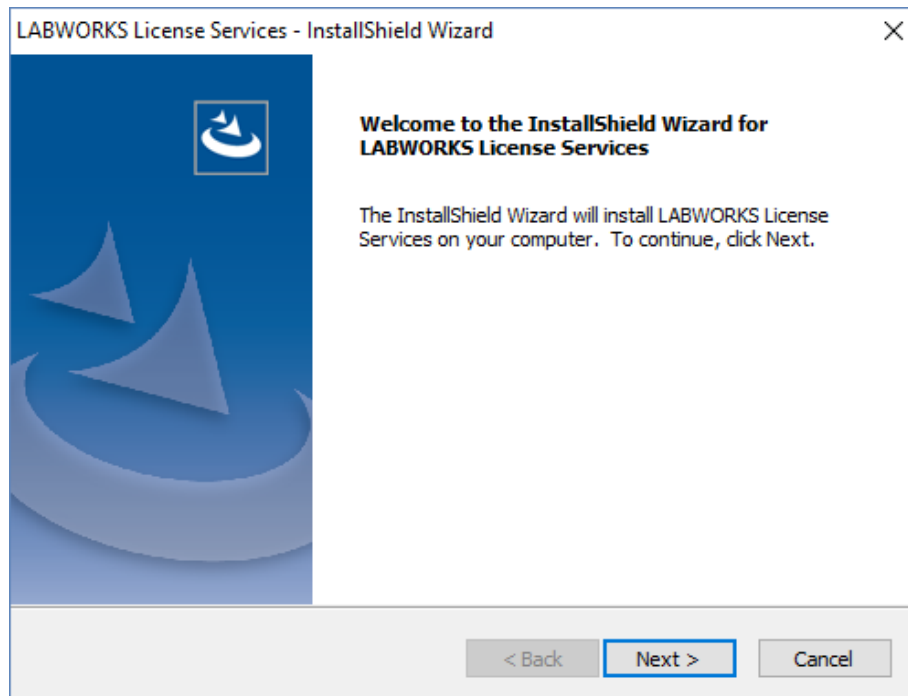 LABWORKS License Services - InstallShield Wizard
Welcome to the InstallShield Wizard for
LABWORKS License Services
The InstallShield Wizard will install LABWORKS License
Services on your computer.  To continue, click Next.
< Back
Next >
Cancel